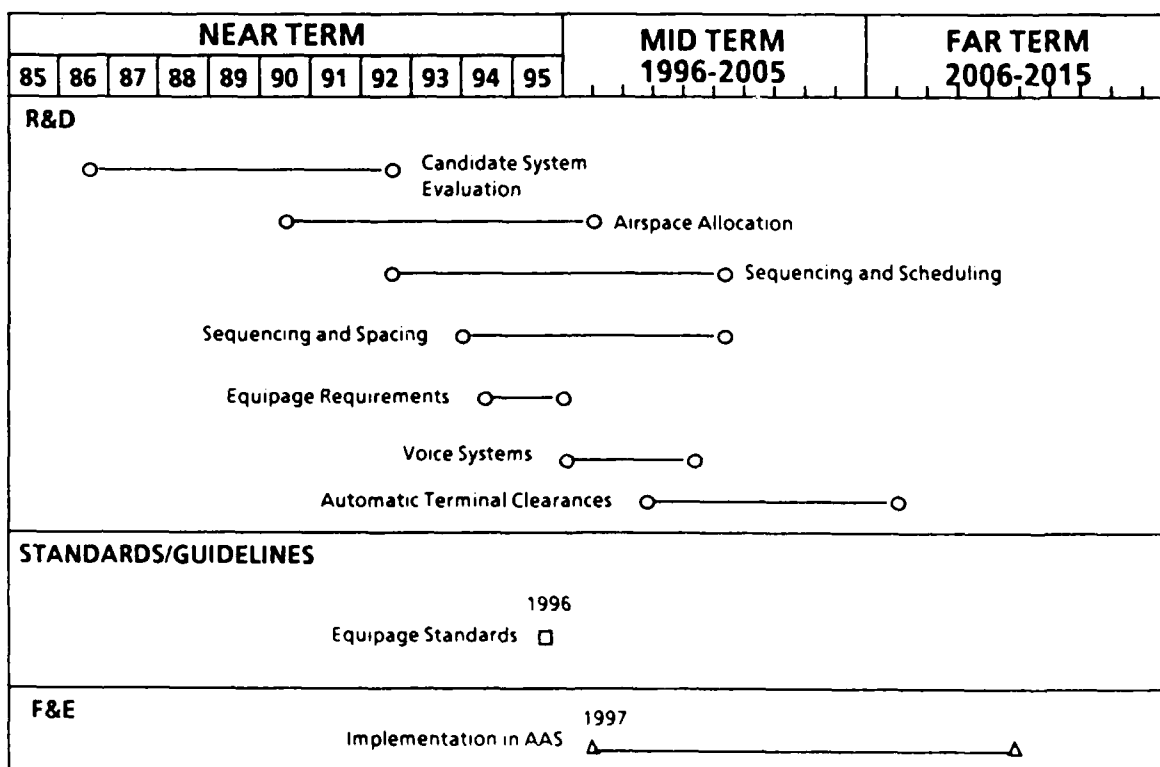 NEAR TERM
MID TERM
1996-2005
FAR TERM
2006-2015
85 86 87 88 89 90 91 92 93 94 95
R&D
Candidate System
Evaluation
Airspace Allocation
Sequencing and Scheduling
Sequencing and Spacing
Equipage Requirements
Voice Systems
Automatic Terminal Clearances
STANDARDS/GUIDELINES
1996
Equipage Standards
F&E
1997
Implementation in AAS